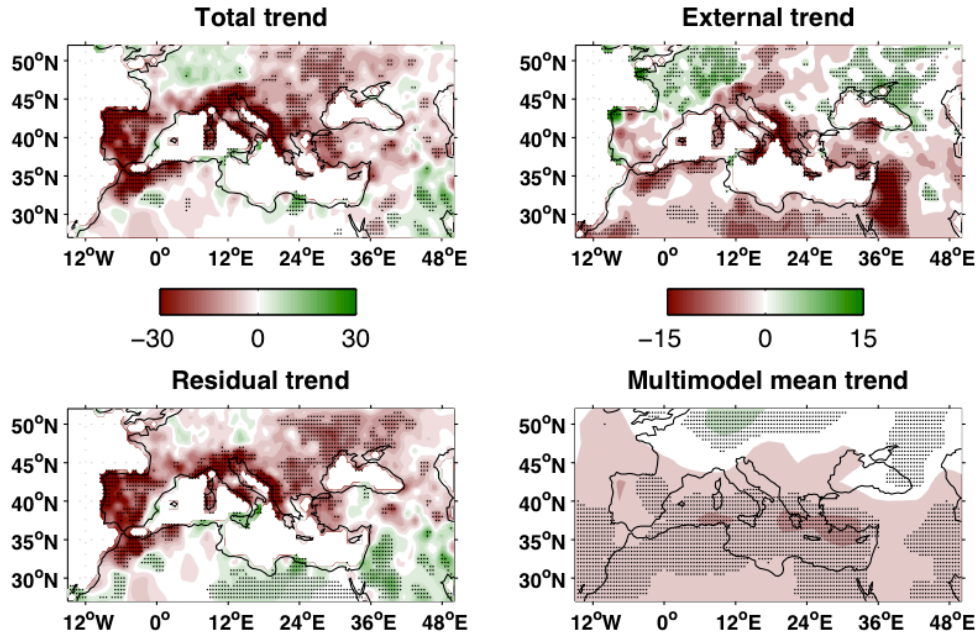 Total trend
External trend
50°N
45°N
40°N
35°N
30°N
12°W 0° 12°E 24°E 36°E 48°E
50°N
45°N
40°N
35°N
30°N
12°W 0° 12°E 24°E 36°E 48°E
−30 0 30
−15 0 15
Residual trend
Multimodel mean trend
50°N
45°N
40°N
35°N
30°N
12°W 0° 12°E 24°E 36°E 48°E
50°N
45°N
40°N
35°N
30°N
12°W 0° 12°E 24°E 36°E 48°E